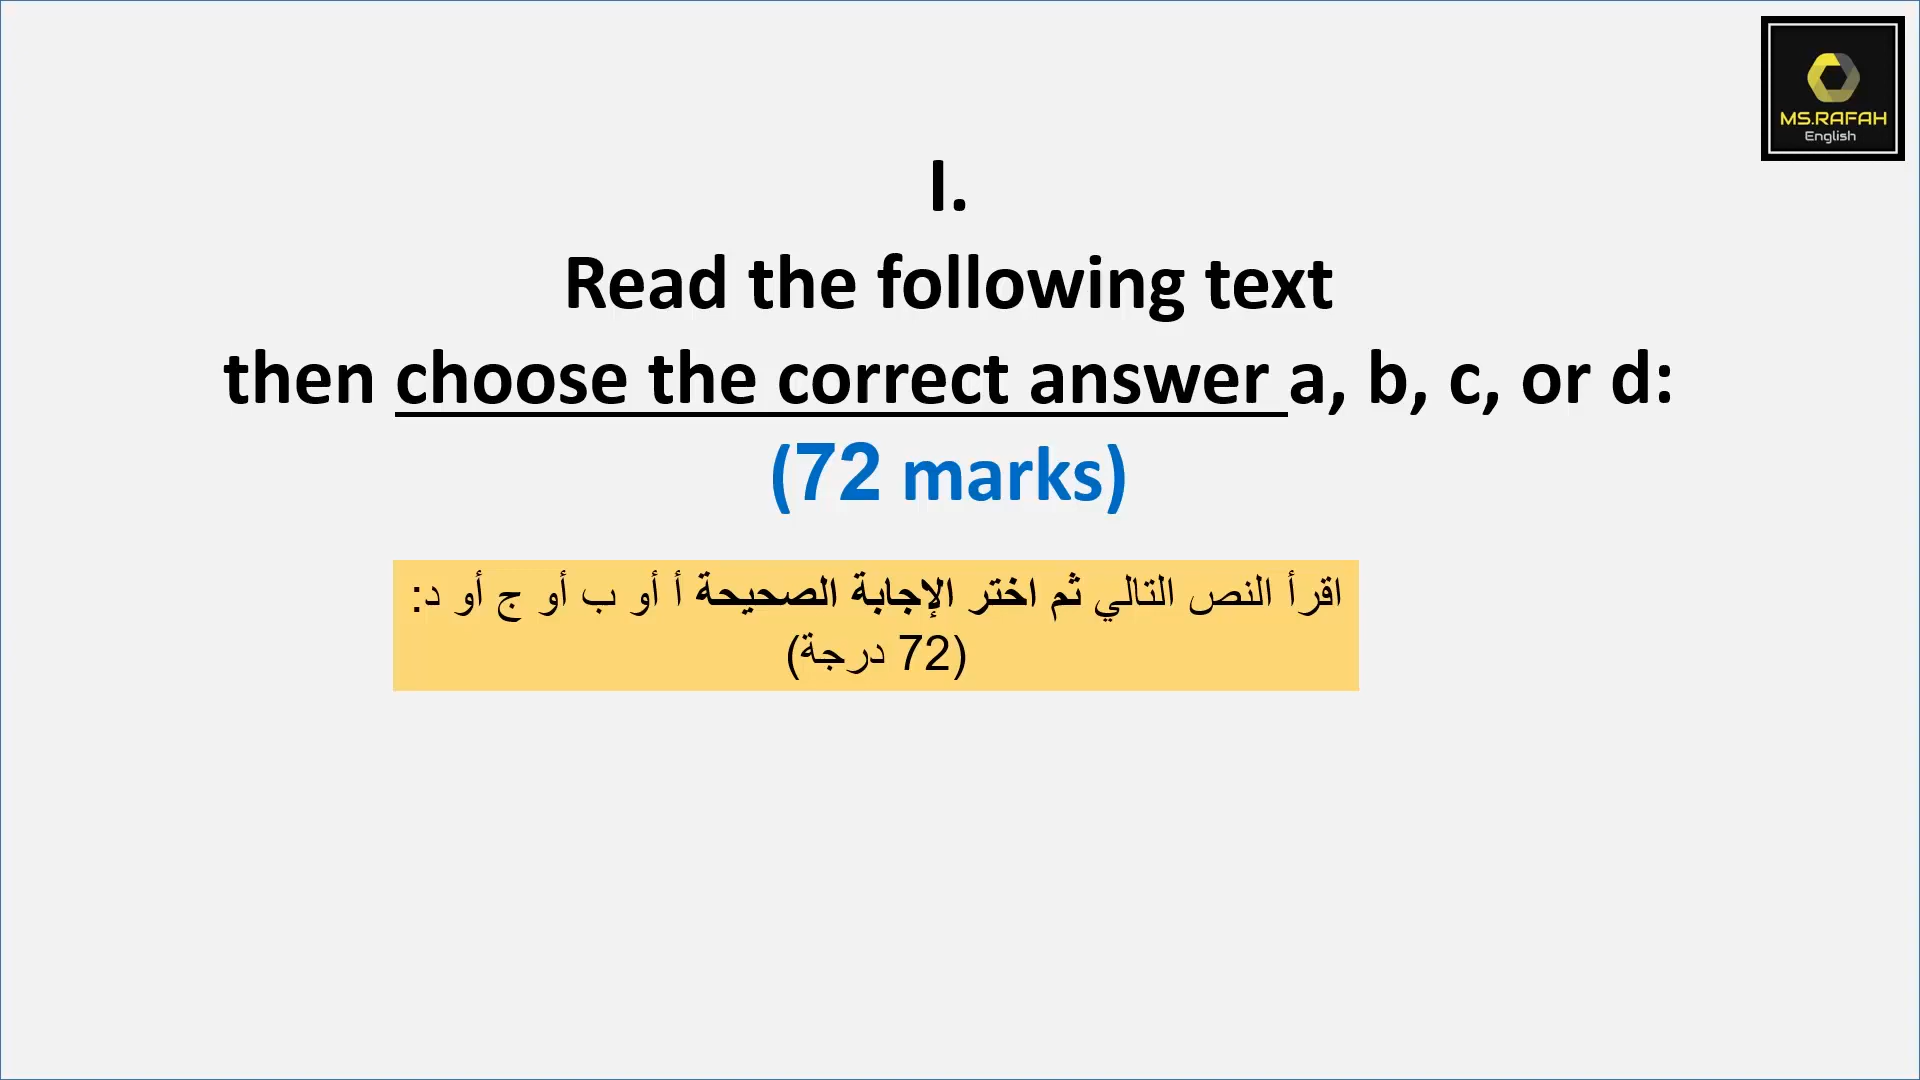 MS.RAFAH
English
I.
Read the following text
then choose the correct answer a, b, c, or d:
(72 marks)
اقرأ النص التالي ثم اختر الإجابة الصحيحة أ أو ب أو ج أو د:
(72 درجة)